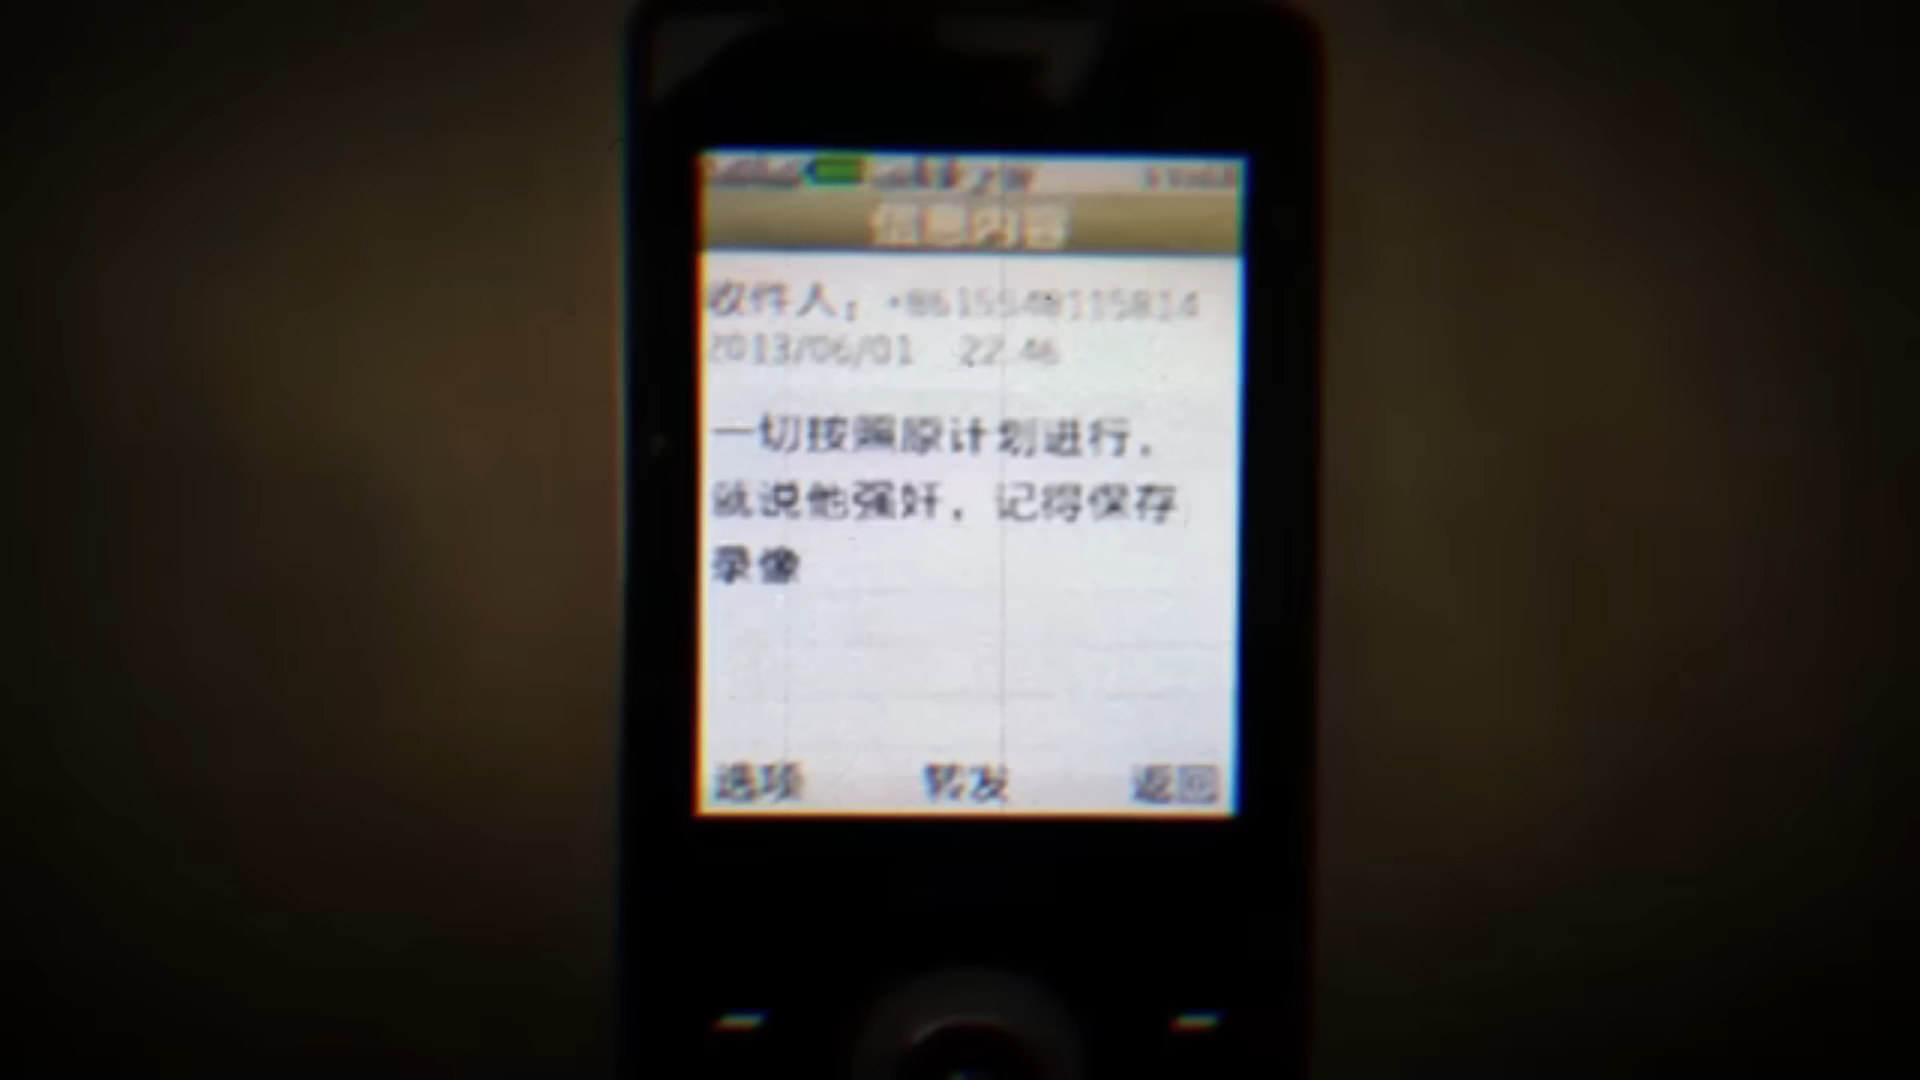 信息内容
收件人：+8615548115814
2013/06/01 22:46
一切按照原计划进行，
就说他强奸，记得保存
录像
选项 转发 返回